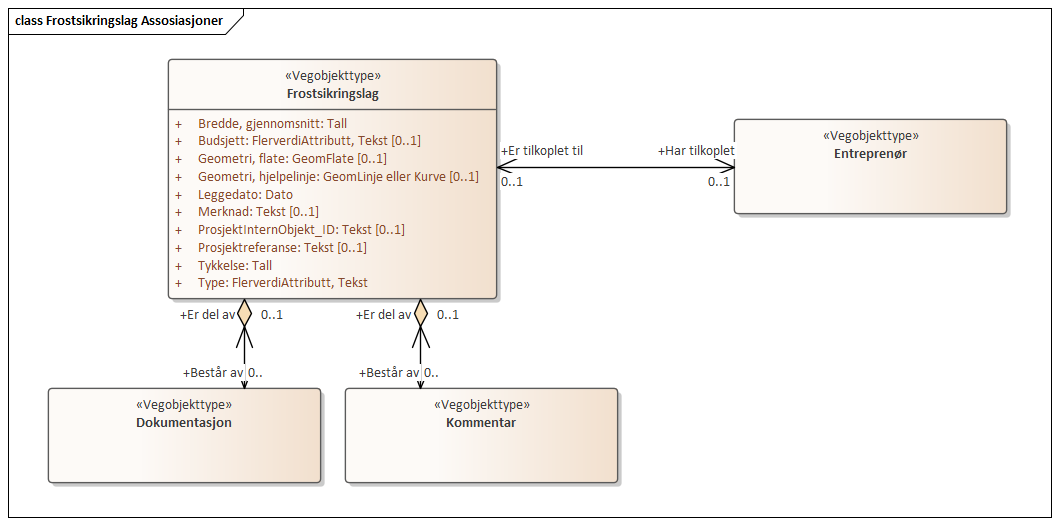 class Frostsikringslag Assosiasjoner
«Vegobjekttype»
Frostsikringslag
+ Bredde, gjennomsnitt: Tall
+ Budsjett: FlerverdiAttributt, Tekst [0..1]
+ Geometri, flate: GeomFlate [0..1]
+ Geometri, hjelpelinje: GeomLinje eller Kurve [0..1]
+ Leggedato: Dato
+ Merknad: Tekst [0..1]
+ ProsjektInternObjekt_ID: Tekst [0..1]
+ Prosjektreferanse: Tekst [0..1]
+ Tykkelse: Tall
+ Type: FlerverdiAttributt, Tekst
+Er tilkoplet til
0..1
+Har tilkoplet
0..1
«Vegobjekttype»
Entreprenør
+Er del av 0..1
+Er del av 0..1
+Består av 0..
+Består av 0..
«Vegobjekttype»
Dokumentasjon
«Vegobjekttype»
Kommentar